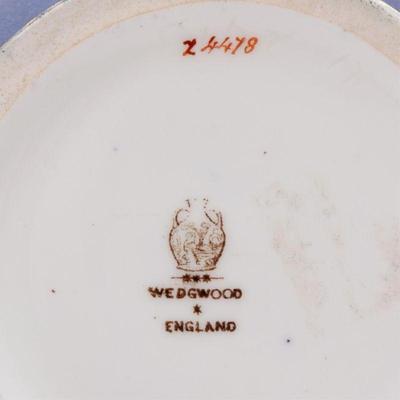 Z 4478
***
WEDGWOOD
*
ENGLAND